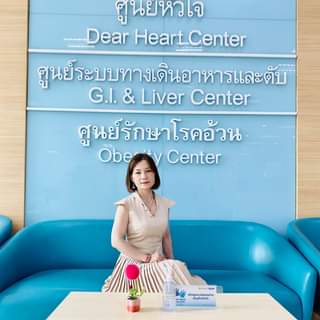 ศูนย์หัวใจ
Dear Heart Center
ศูนย์ระบบทางเดินอาหารและตับ
G.I. & Liver Center
ศูนย์รักษาโรคอ้วน
Obesity Center